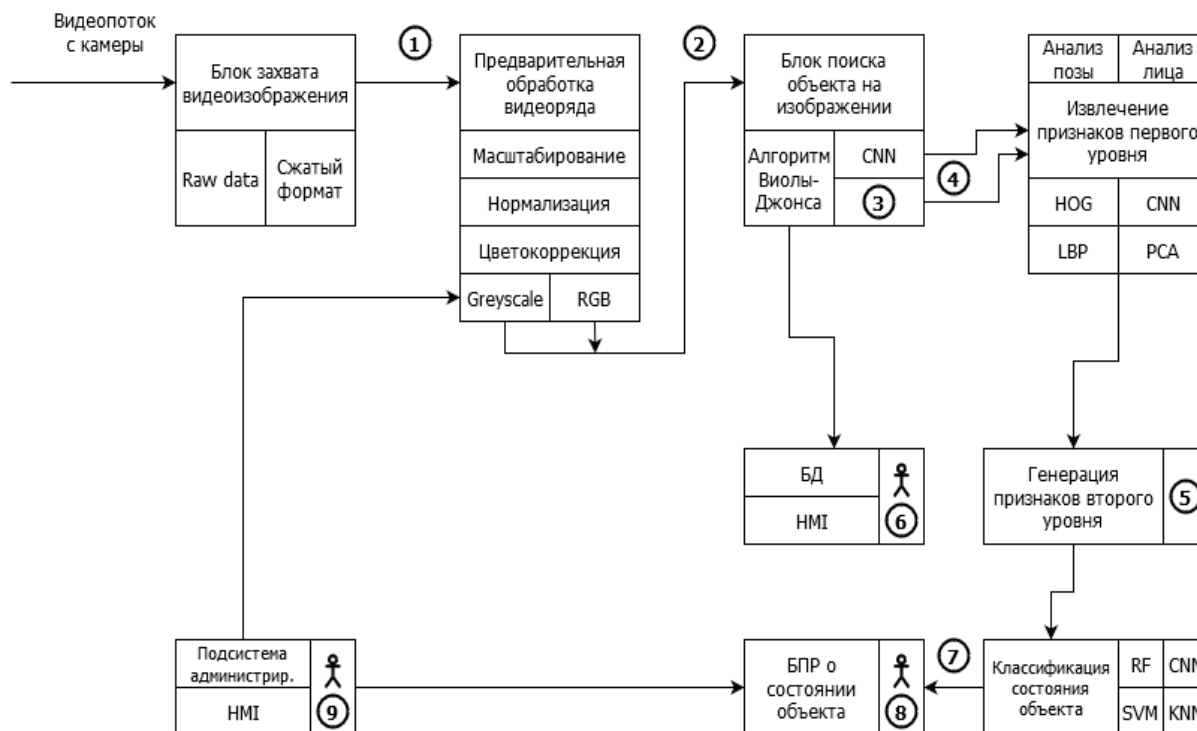 Видеопоток
с камеры
Блок захвата
видеоизображения
Raw data
Сжатый
формат
1
Предварительная
обработка
видеоряда
Масштабирование
Нормализация
Цветокоррекция
Greyscale
RGB
2
Блок поиска
объекта на
изображении
Алгоритм
Виолы-
Джонса
CNN
3
4
Анализ
позы
Анализ
лица
Извлечение
признаков первого
уровня
HOG
CNN
LBP
PCA
БД
HMI
6
Генерация
признаков второго
уровня
5
Подсистема
администрир.
HMI
9
БПР о
состоянии
объекта
8
7
Классификация
состояния
объекта
RF
CNN
SVM
KNN